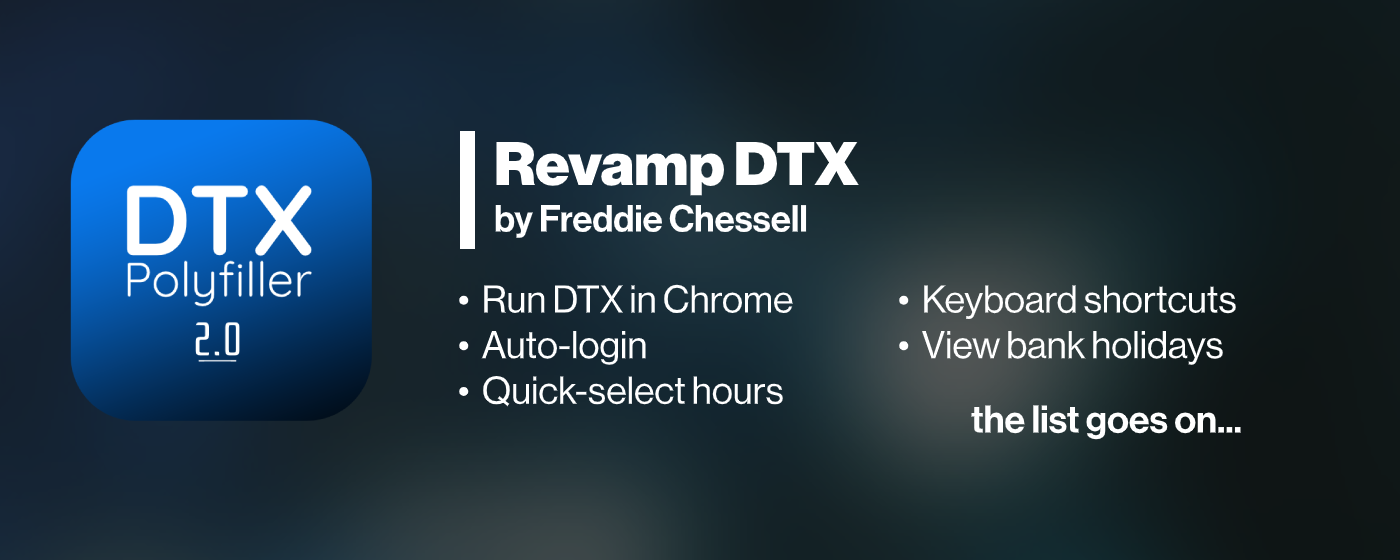 DTX
Polyfiller
2.0
Revamp DTX
by Freddie Chessell
• Run DTX in Chrome
• Auto-login
• Quick-select hours
• Keyboard shortcuts
• View bank holidays
the list goes on...